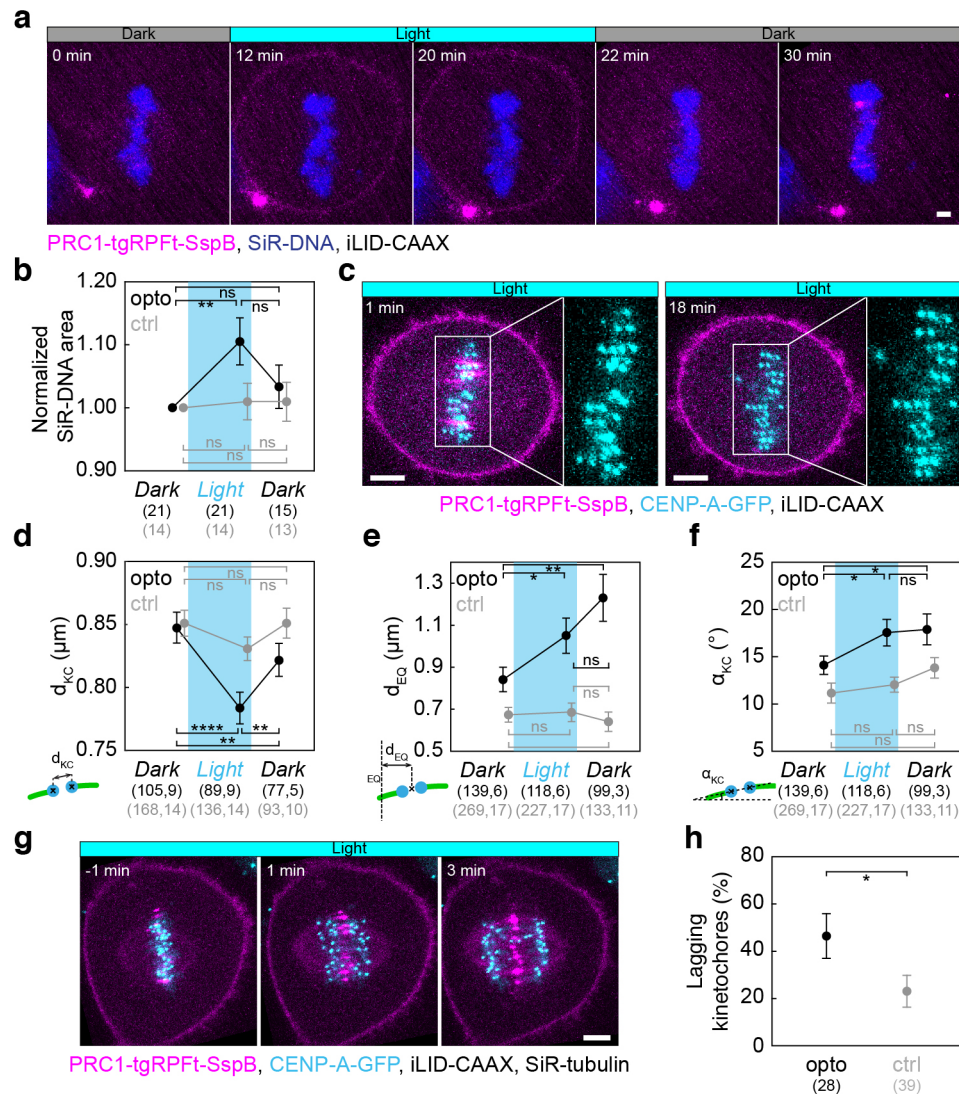 a
Dark Light Dark
0 min 12 min 20 min 22 min 30 min
PRC1-tgRPFt-SspB, SiR-DNA, iLID-CAAX
b
Normalized
SiR-DNA area
1.20
1.10
1.00
0.90
opto
ctrl
ns
** ns
ns ns
ns
Dark Light Dark
(21) (21) (15)
(14) (14) (13)
c
Light Light
1 min 18 min
PRC1-tgRPFt-SspB, CENP-A-GFP, iLID-CAAX
d
dKC (µm)
0.90
0.85
0.80
0.75
opto
ctrl
ns
ns ns
**** **
**
dKC
Dark Light Dark
(105,9) (89,9) (77,5)
(168,14) (136,14) (93,10)
e
dEQ (µm)
1.3
1.1
0.9
0.7
0.5
opto
ctrl
**
*
ns
ns
ns
dEQ
EQ
Dark Light Dark
(139,6) (118,6) (99,3)
(269,17) (227,17) (133,11)
f
αKC (°)
25
20
15
10
5
opto
ctrl
*
* ns
ns ns
ns
αKC
Dark Light Dark
(139,6) (118,6) (99,3)
(269,17) (227,17) (133,11)
g
Light
-1 min 1 min 3 min
PRC1-tgRPFt-SspB, CENP-A-GFP, iLID-CAAX, SiR-tubulin
h
Lagging
kinetochores (%)
80
60
40
20
0
*
opto ctrl
(28) (39)